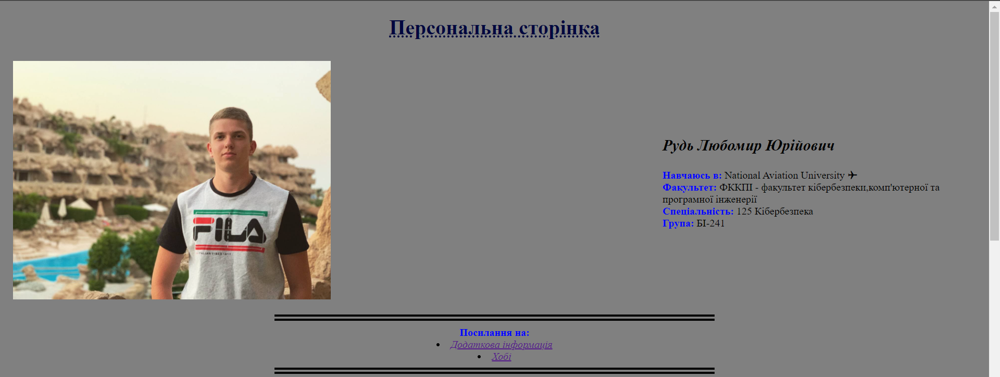 Персональна сторінка
FILA
Рудь Любомир Юрійович
Навчаюсь в: National Aviation University ✈
Факультет: ФККПІ - факультет кібербезпеки,комп'ютерної та
програмної інженерії
Спеціальність: 125 Кібербезпека
Група: БІ-241
Посилання на:
• Додаткова інформація
• Хобі